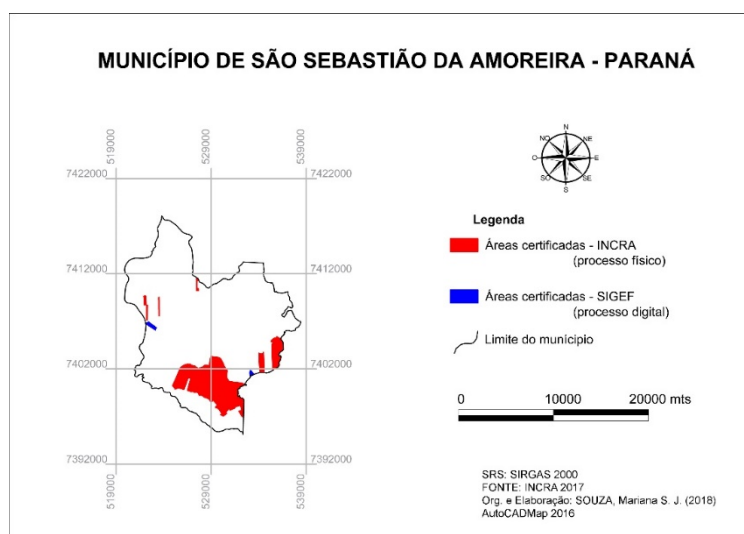 MUNICÍPIO DE SÃO SEBASTIÃO DA AMOREIRA - PARANÁ
519000
529000
539000
7422000
7422000
7412000
7412000
7402000
7402000
7392000
7392000
519000
529000
539000
N
NO
NE
O
E
SO
SE
S
Legenda
Áreas certificadas - INCRA
(processo físico)
Áreas certificadas - SIGEF
(processo digital)
Limite do municipio
0 10000 20000 mts
SRS: SIRGAS 2000
FONTE: INCRA 2017
Org. e Elaboração: SOUZA, Mariana S. J. (2018)
AutoCADMap 2016